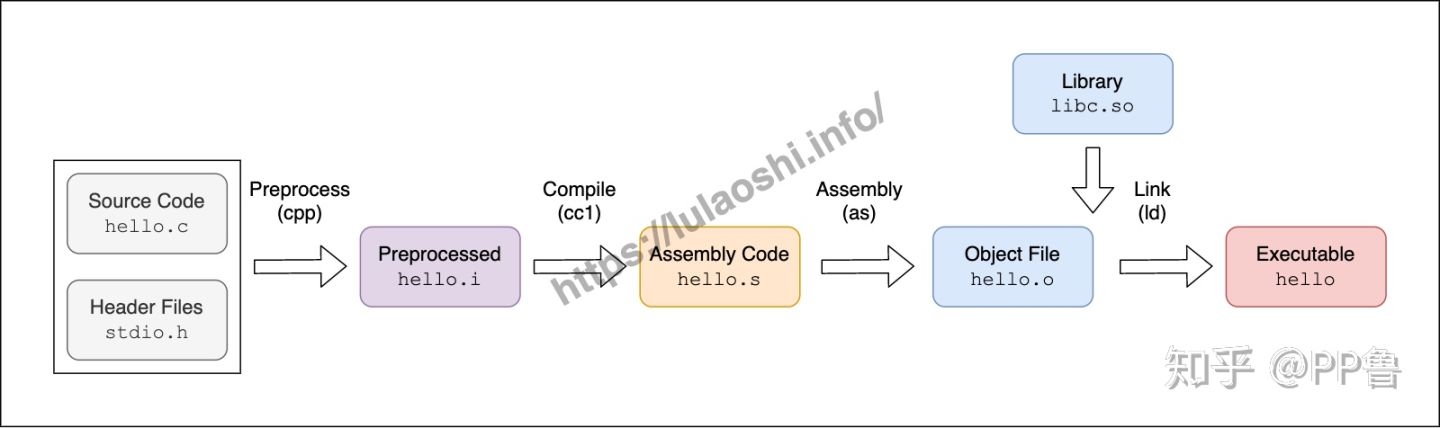 Library
libc.so
Source Code
hello.c
Header Files
stdio.h
Preprocess
(cpp)
Preprocessed
hello.i
Compile
(cc1)
Assembly Code
hello.s
Assembly
(as)
Object File
hello.o
Link
(ld)
Executable
hello
https://lulaoshi.info/
知乎 @PP鲁